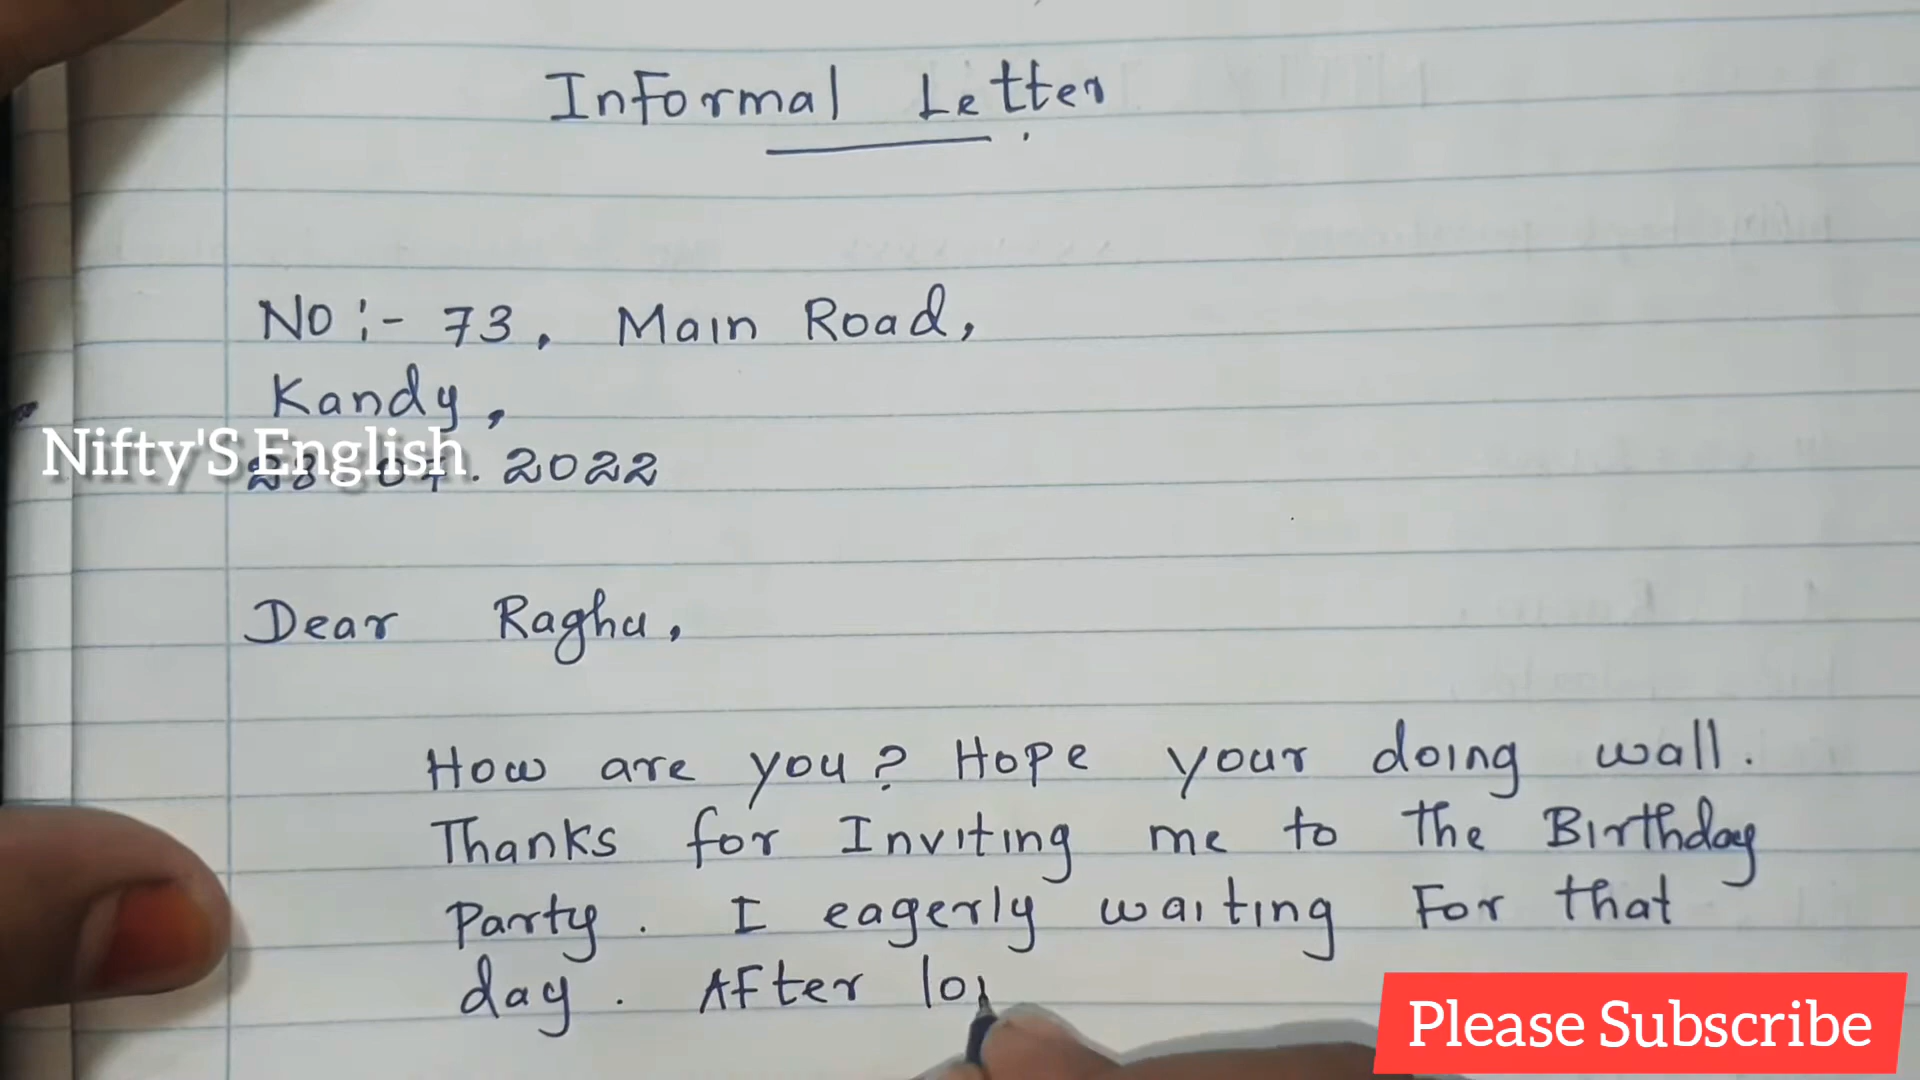 Informal Letter
No:- 73, Main Road,
Kandy,
Nifty'S English
. 2022
Dear Raghu,
How are you? Hope your doing wall.
Thanks for Inviting me to the Birthday
Party. I eagerly waiting For that
day. After
Please Subscribe